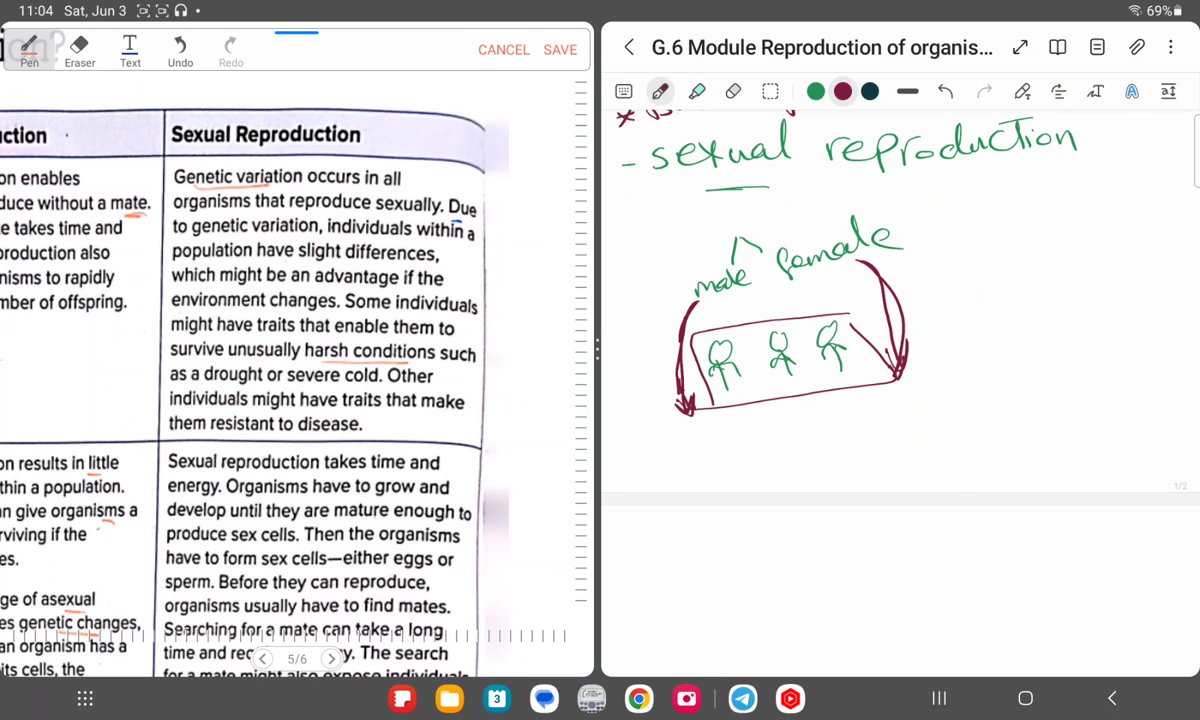 11:04 Sat, Jun 3
69%
Pen
Eraser
Text
Undo
Redo
CANCEL
SAVE
G.6 Module Reproduction of organis...
Sexual Reproduction
on enables
duce without a mate.
e takes time and
production also
nisms to rapidly
mber of offspring.
Genetic variation occurs in all
organisms that reproduce sexually. Due
to genetic variation, individuals within a
population have slight differences,
which might be an advantage if the
environment changes. Some individuals
might have traits that enable them to
survive unusually harsh conditions such
as a drought or severe cold. Other
individuals might have traits that make
them resistant to disease.
on results in little
thin a population.
an give organisms a
rviving if the
es.
ge of asexual
es genetic changes,
an organism has a
its cells, the
Sexual reproduction takes time and
energy. Organisms have to grow and
develop until they are mature enough to
produce sex cells. Then the organisms
have to form sex cells—either eggs or
sperm. Before they can reproduce,
organisms usually have to find mates.
Searching for a mate can take a long
time and rec y. The search
for a mate might also expose individuals
5/6
- sexual reproduction
male female
1/2
3